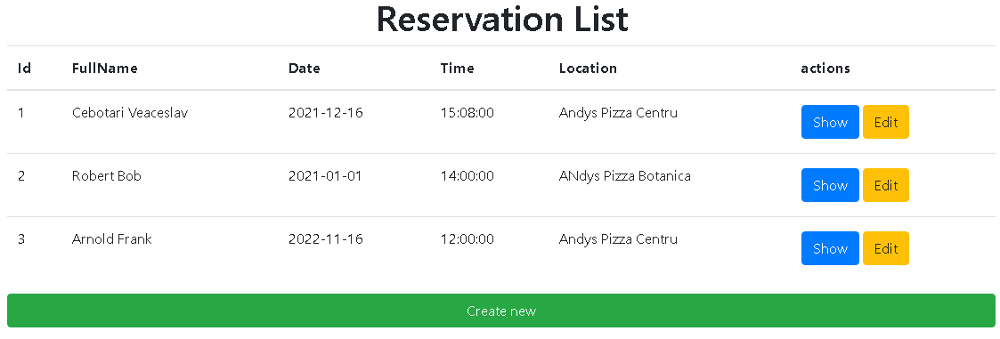 Reservation List
Id FullName Date Time Location actions
1 Cebotari Veaceslav 2021-12-16 15:08:00 Andys Pizza Centru Show Edit
2 Robert Bob 2021-01-01 14:00:00 ANdys Pizza Botanica Show Edit
3 Arnold Frank 2022-11-16 12:00:00 Andys Pizza Centru Show Edit
Create new